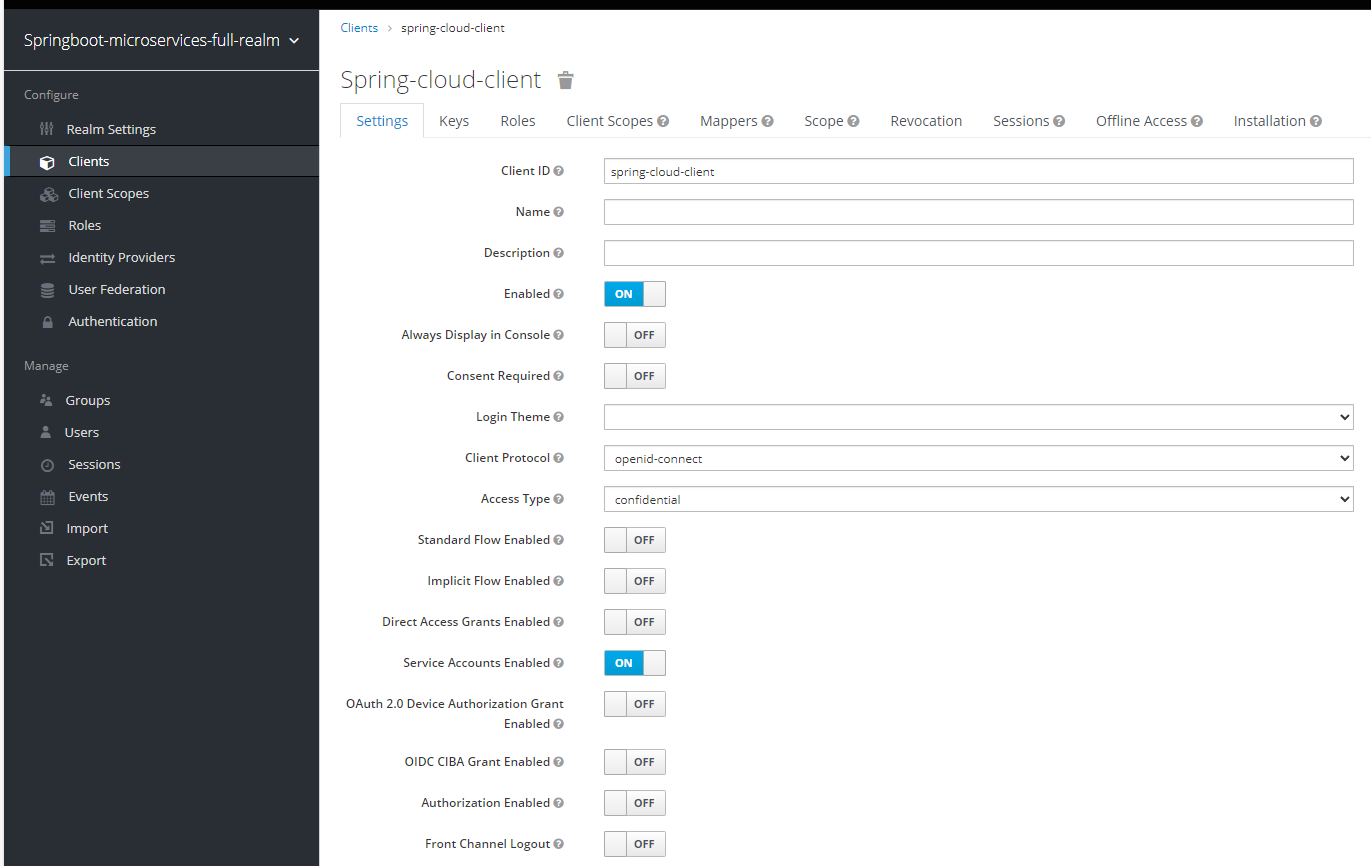 Springboot-microservices-full-realm
Configure
Realm Settings
Clients
Client Scopes
Roles
Identity Providers
User Federation
Authentication
Manage
Groups
Users
Sessions
Events
Import
Export
Clients › spring-cloud-client
Spring-cloud-client
Settings Keys Roles Client Scopes Mappers Scope Revocation Sessions Offline Access Installation
Client ID spring-cloud-client
Name
Description
Enabled ON
Always Display in Console OFF
Consent Required OFF
Login Theme
Client Protocol openid-connect
Access Type confidential
Standard Flow Enabled OFF
Implicit Flow Enabled OFF
Direct Access Grants Enabled OFF
Service Accounts Enabled ON
OAuth 2.0 Device Authorization Grant OFF
Enabled
OIDC CIBA Grant Enabled OFF
Authorization Enabled OFF
Front Channel Logout OFF